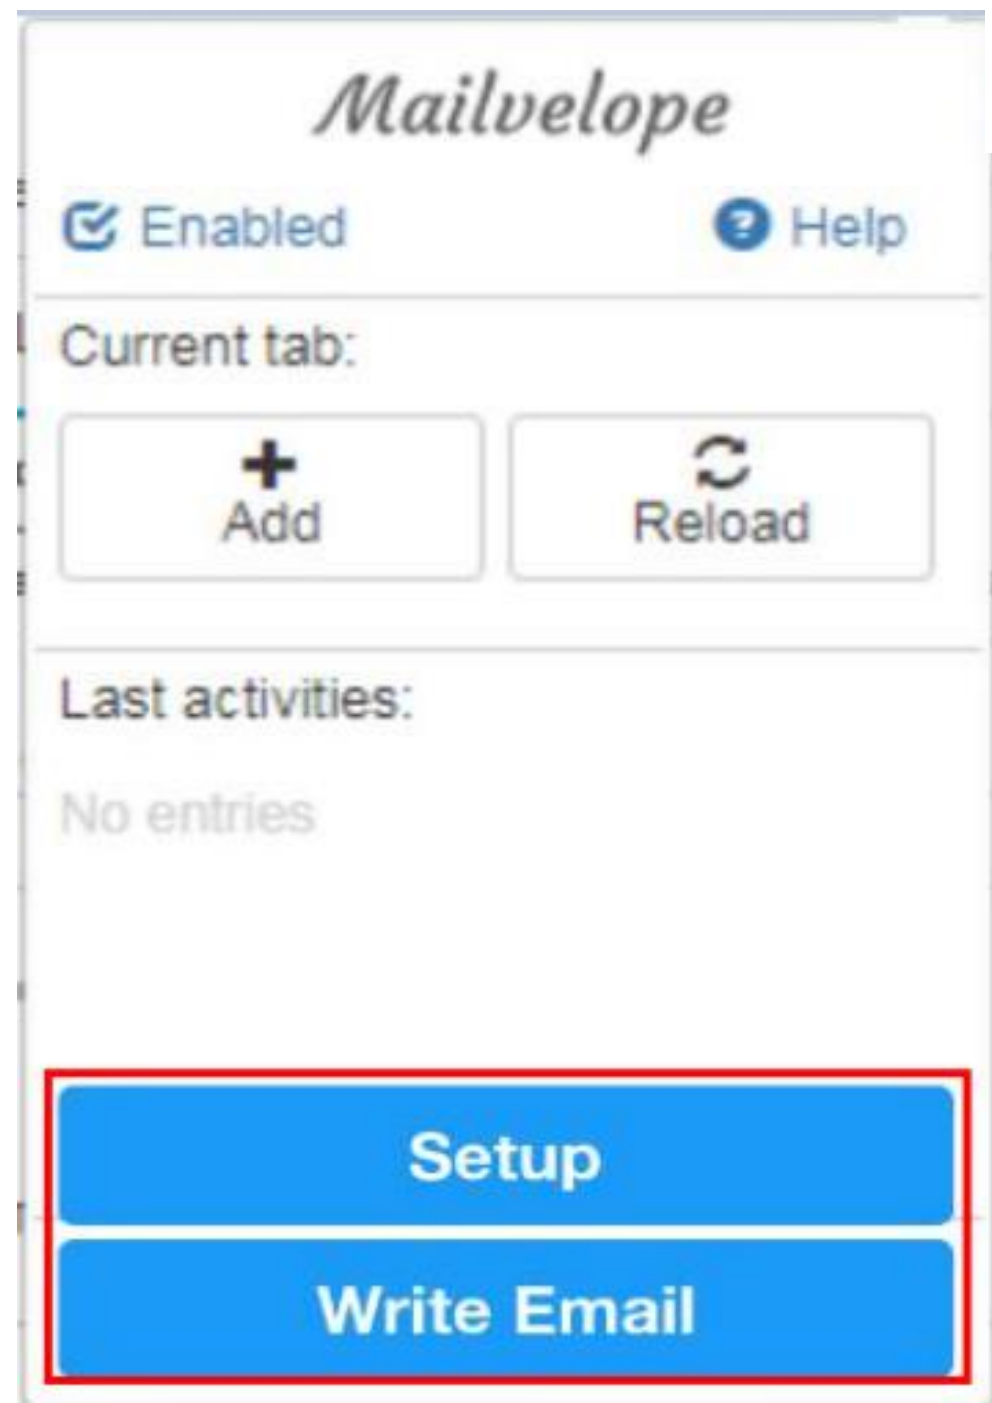 Mailvelope
Enabled Help
Current tab:
Add Reload
Last activities:
No entries
Setup
Write Email